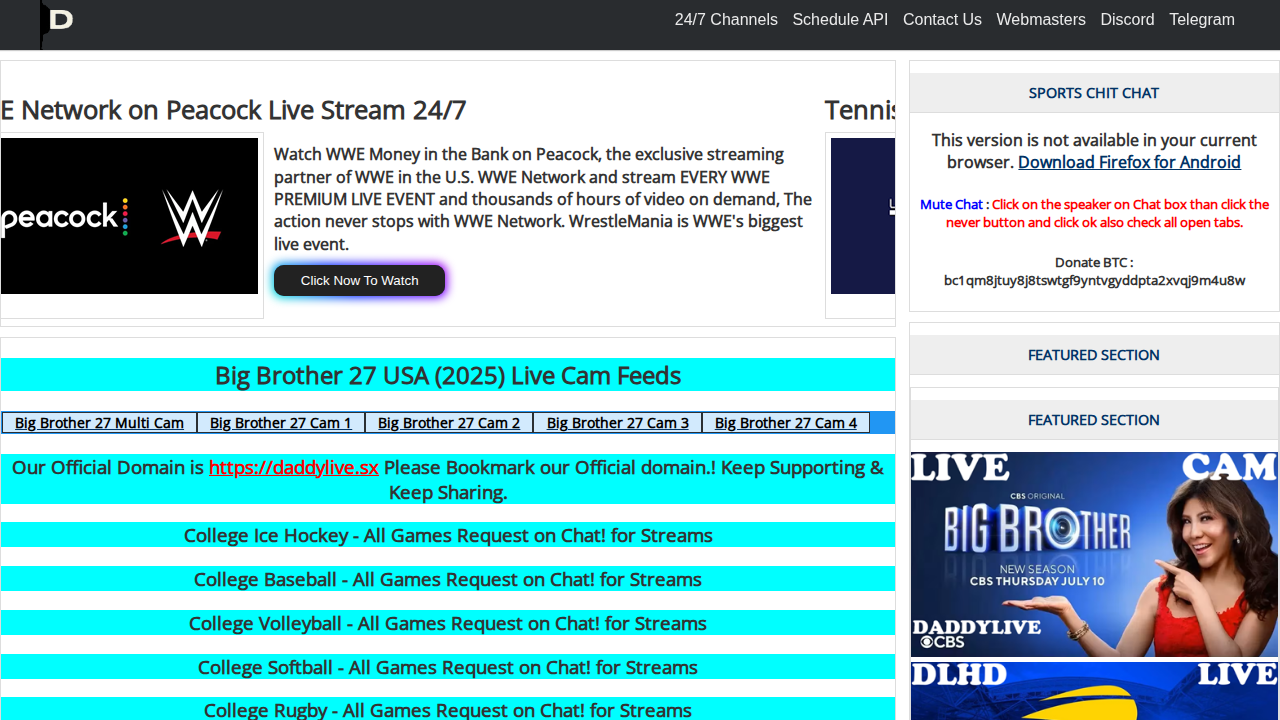 D
24/7 Channels Schedule API Contact Us Webmasters Discord Telegram
E Network on Peacock Live Stream 24/7
Tennis
peacock
W
Watch WWE Money in the Bank on Peacock, the exclusive streaming
partner of WWE in the U.S. WWE Network and stream EVERY WWE
PREMIUM LIVE EVENT and thousands of hours of video on demand, The
action never stops with WWE Network. WrestleMania is WWE's biggest
live event.
Click Now To Watch
Big Brother 27 USA (2025) Live Cam Feeds
Big Brother 27 Multi Cam Big Brother 27 Cam 1 Big Brother 27 Cam 2 Big Brother 27 Cam 3 Big Brother 27 Cam 4
Our Official Domain is https://daddylive.sx Please Bookmark our Official domain.! Keep Supporting &
Keep Sharing.
College Ice Hockey - All Games Request on Chat! for Streams
College Baseball - All Games Request on Chat! for Streams
College Volleyball - All Games Request on Chat! for Streams
College Softball - All Games Request on Chat! for Streams
College Rugby - All Games Request on Chat! for Streams
SPORTS CHIT CHAT
This version is not available in your current
browser. Download Firefox for Android
Mute Chat : Click on the speaker on Chat box than click the
never button and click ok also check all open tabs.
Donate BTC :
bc1qm8jtuy8j8tswtgf9yntvgyddpta2xvqj9m4u8w
FEATURED SECTION
FEATURED SECTION
LIVE CAM
CBS ORIGINAL
BIG BROTHER
NEW SEASON
CBS THURSDAY JULY 10
DADDYLIVE
CBS
DLHD LIVE